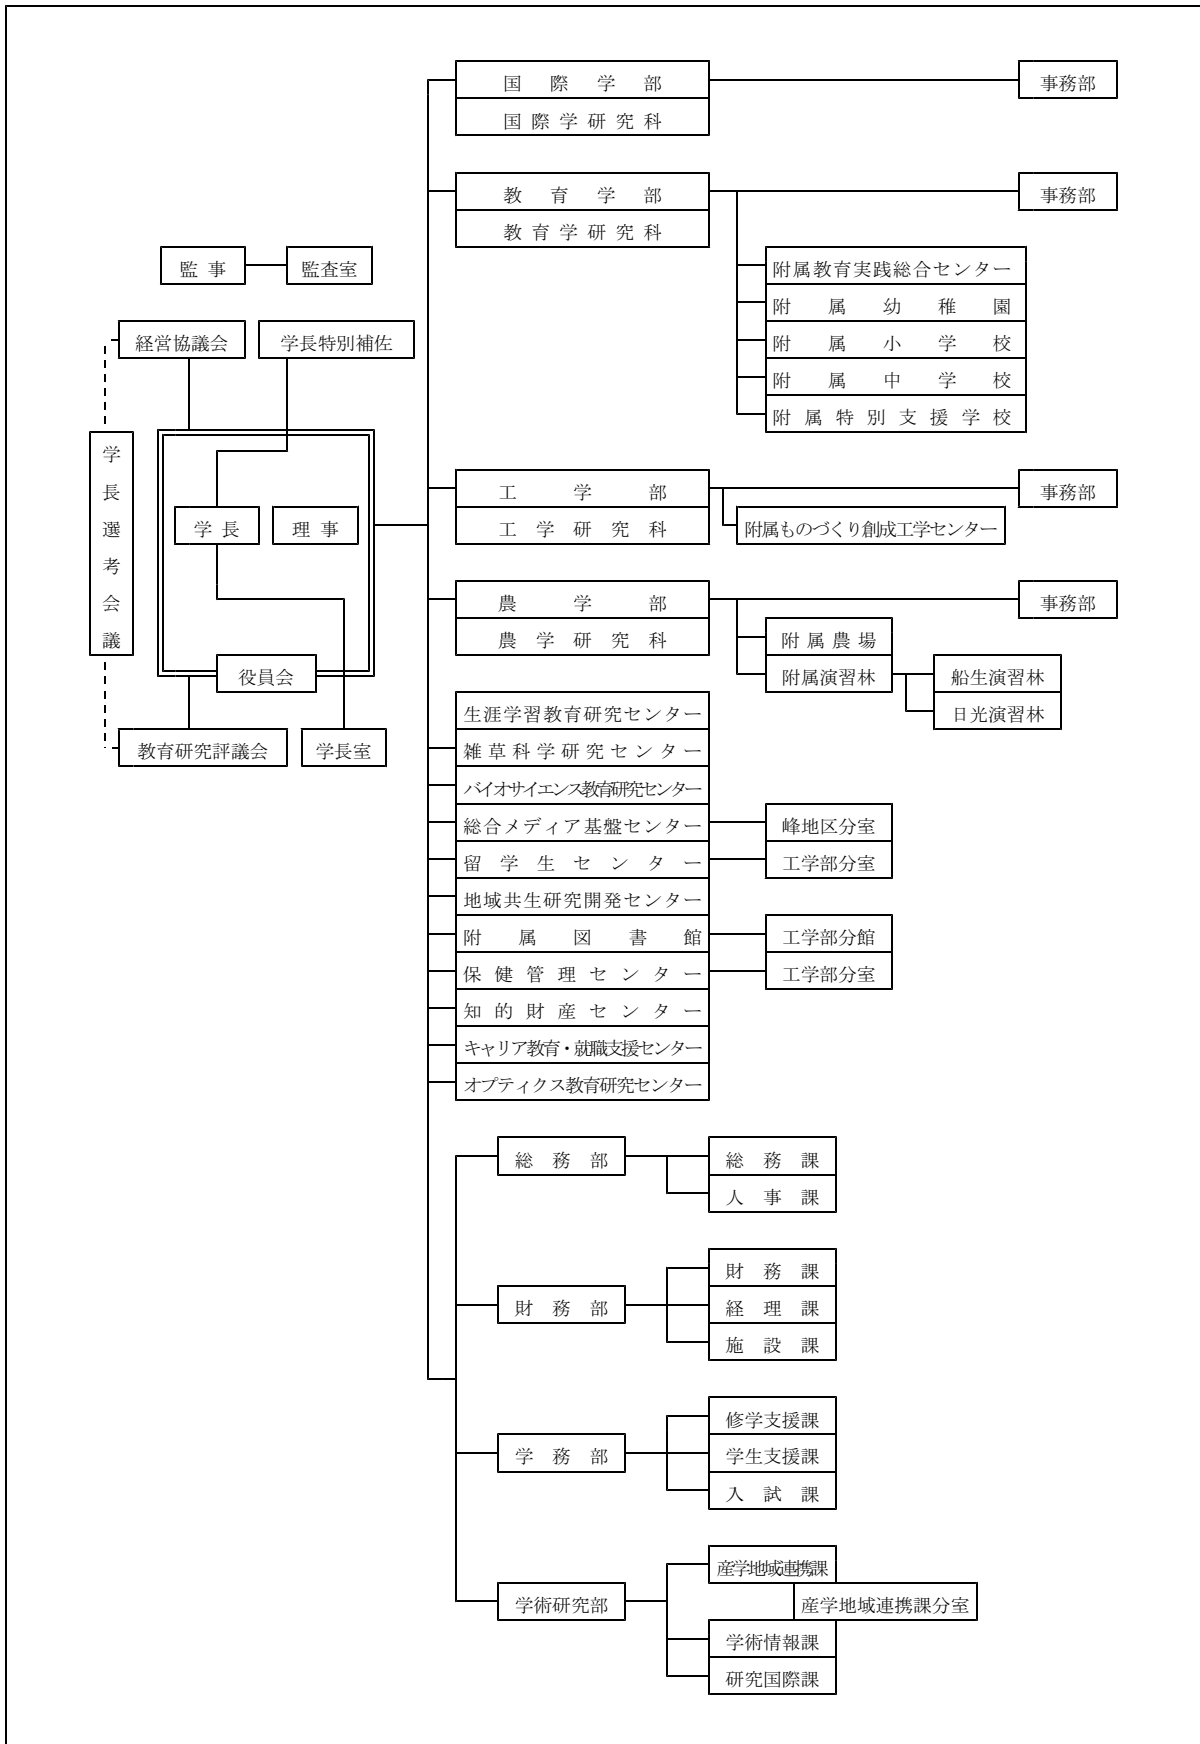 国際学部
事務部
国際学研究科
教育学部
事務部
教育学研究科
監事
監査室
附属教育実践総合センター
附属幼稚園
附属小学校
附属中学校
附属特別支援学校
経営協議会
学長特別補佐
学長選考会議
学長
理事
役員会
教育研究評議会
学長室
工学部
事務部
工学研究科
附属ものづくり創成工学センター
農学部
事務部
農学研究科
附属農場
附属演習林
船生演習林
日光演習林
生涯学習教育研究センター
雑草科学研究センター
バイオサイエンス教育研究センター
総合メディア基盤センター
峰地区分室
留学生センター
工学部分室
地域共生研究開発センター
附属図書館
工学部分館
保健管理センター
工学部分室
知的財産センター
キャリア教育・就職支援センター
オプティクス教育研究センター
総務部
総務課
人事課
財務部
財務課
経理課
施設課
学務部
修学支援課
学生支援課
入試課
学術研究部
産学地域連携課
産学地域連携課分室
学術情報課
研究国際課